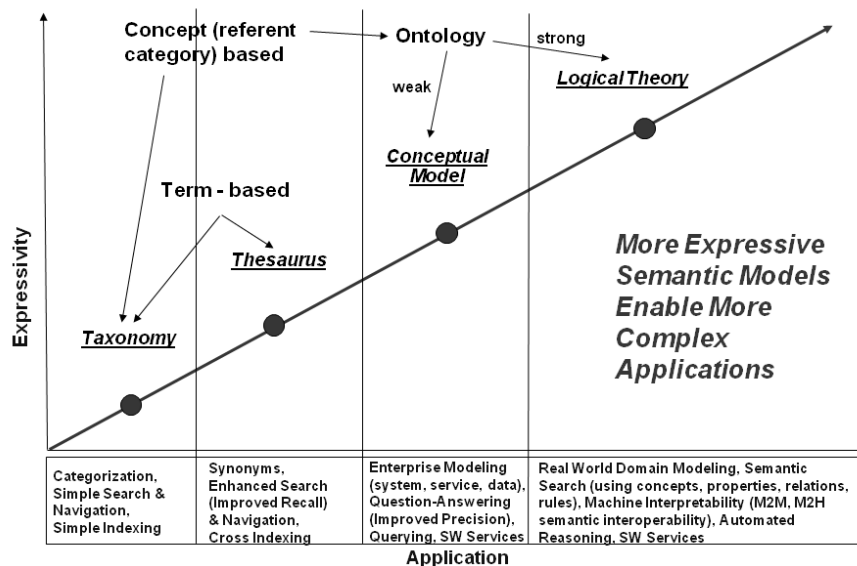 Concept (referent
category) based
Ontology
strong
Logical Theory
weak
Conceptual
Model
Term - based
Thesaurus
Taxonomy
Expressivity
More Expressive
Semantic Models
Enable More
Complex
Applications
Categorization,
Simple Search &
Navigation,
Simple Indexing
Synonyms,
Enhanced Search
(Improved Recall)
& Navigation,
Cross Indexing
Enterprise Modeling
(system, service, data),
Question-Answering
(Improved Precision),
Querying, SW Services
Real World Domain Modeling, Semantic
Search (using concepts, properties, relations,
rules), Machine Interpretability (M2M, M2H
semantic interoperability), Automated
Reasoning, SW Services
Application